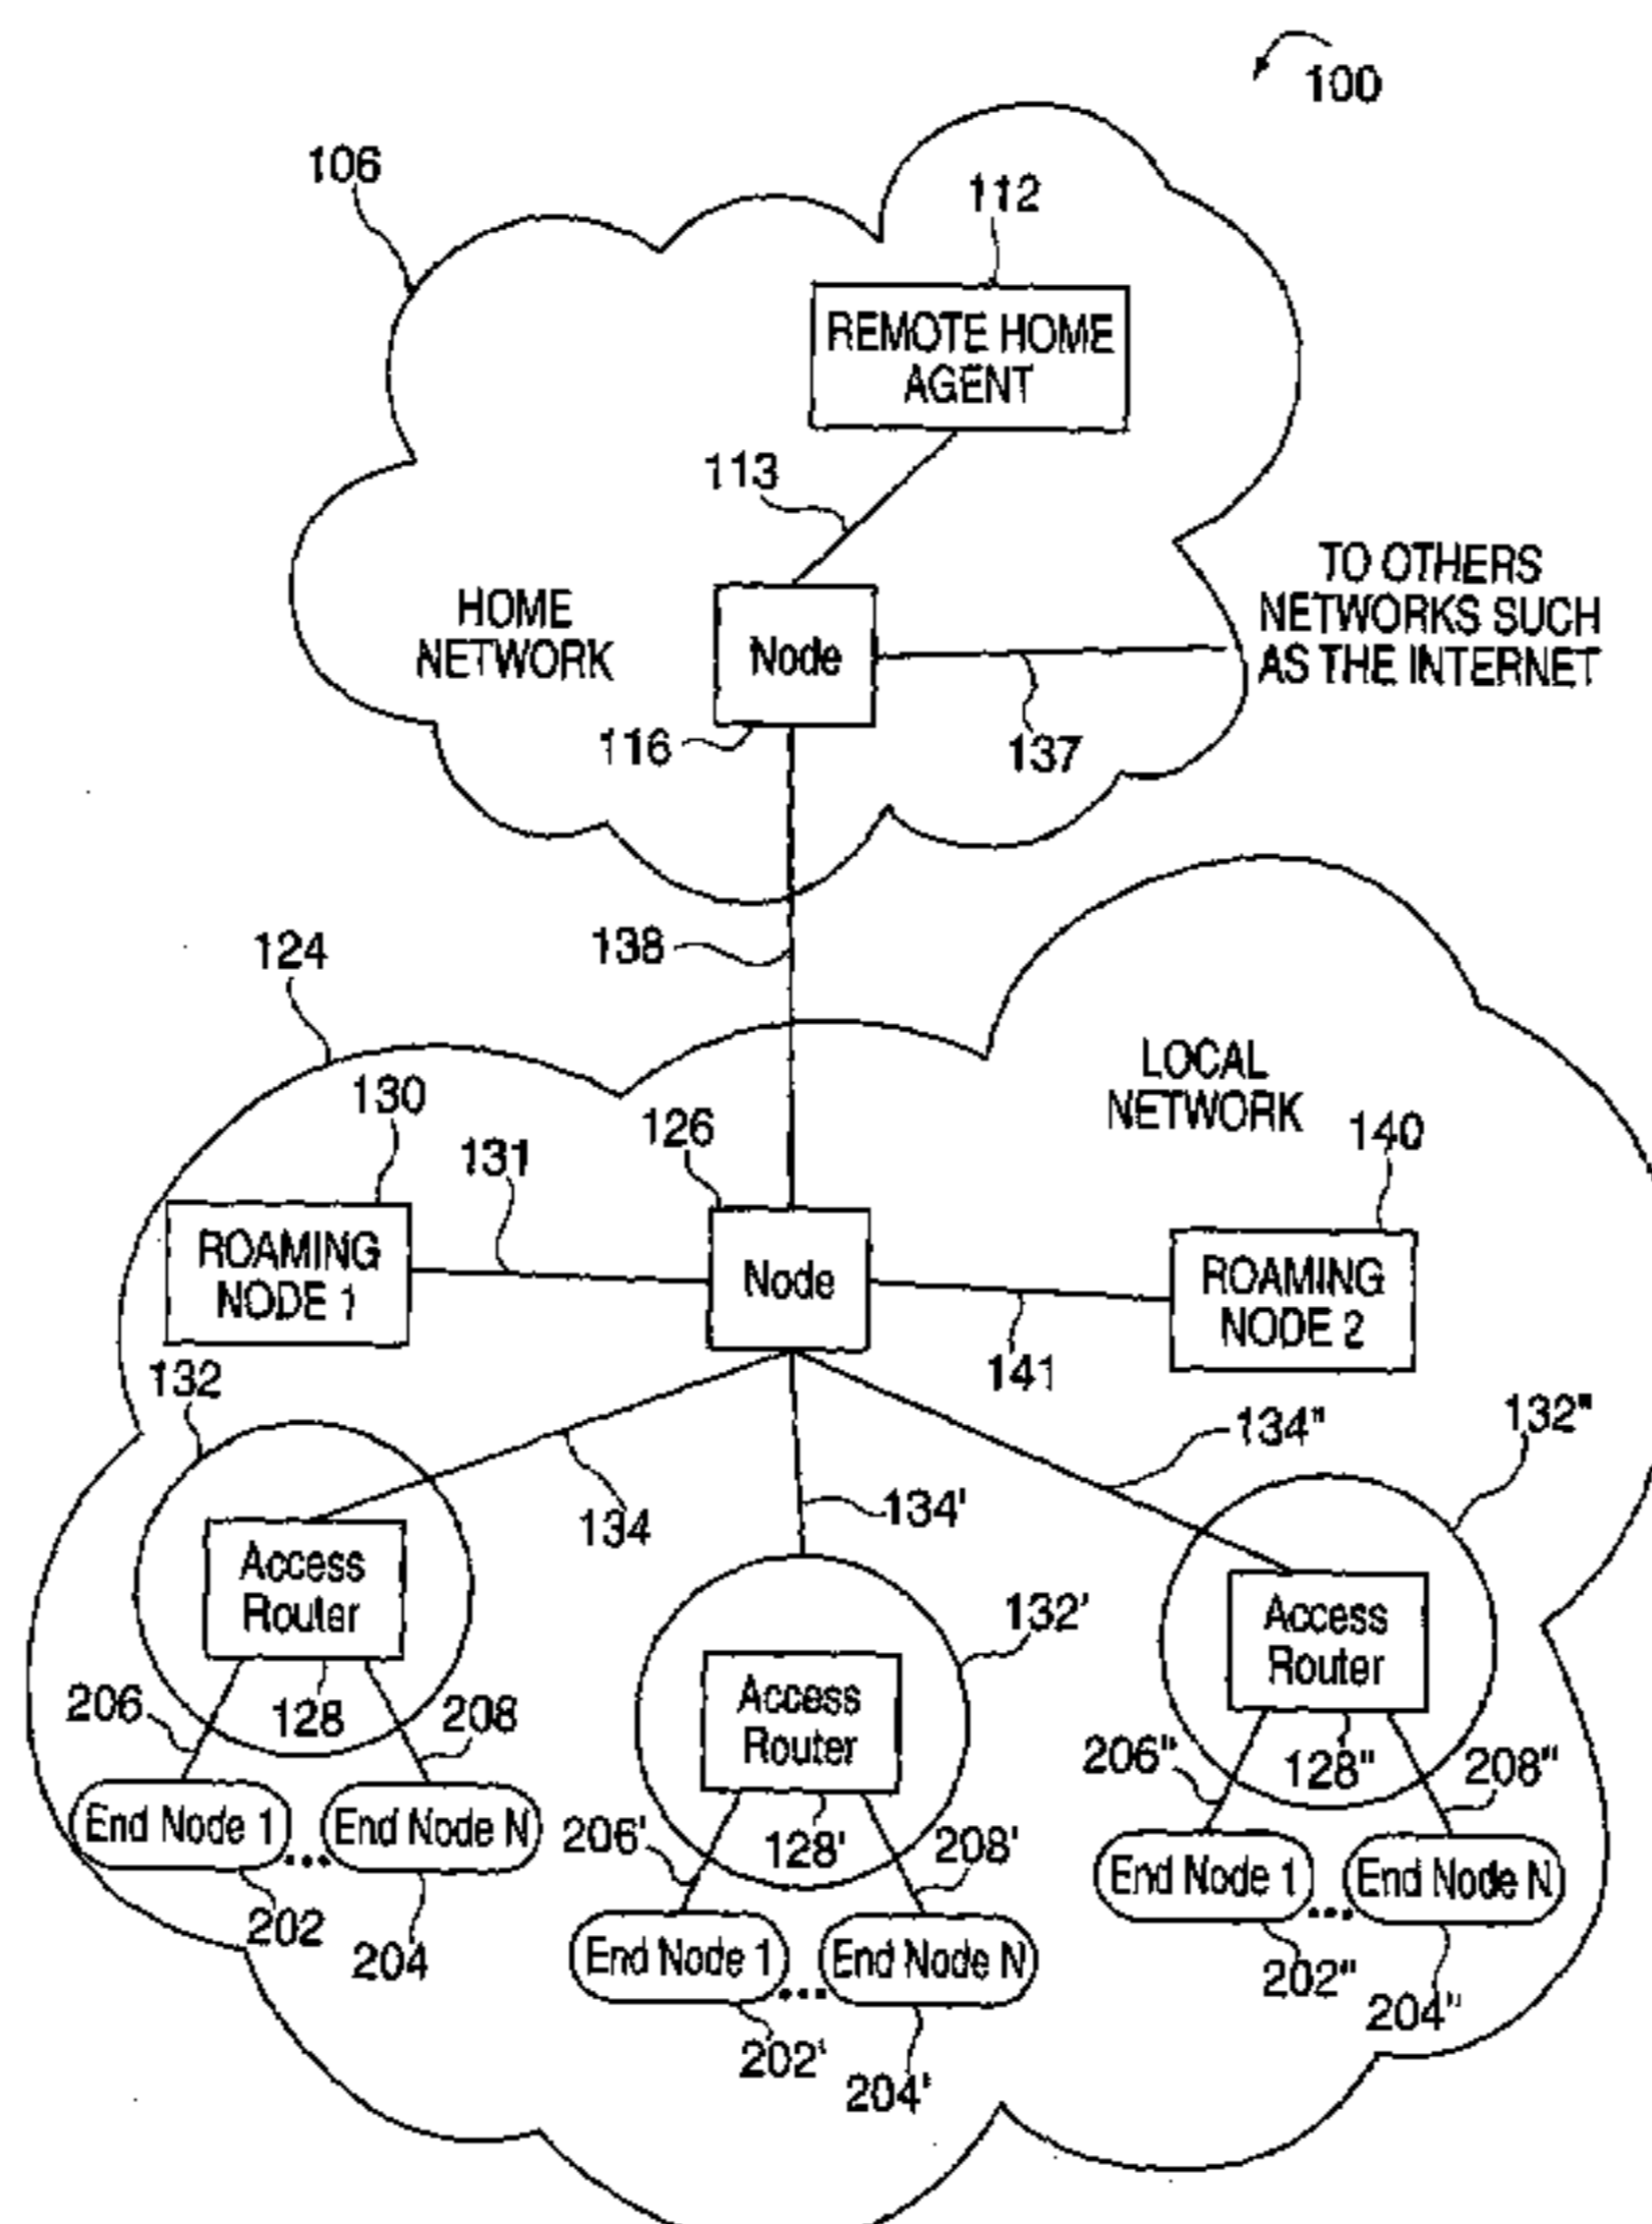 100
106
112
REMOTE HOME
AGENT
113
HOME
NETWORK
Node
TO OTHERS
NETWORKS SUCH
AS THE INTERNET
116
137
138
124
LOCAL
NETWORK
130
131
126
140
ROAMING
NODE 1
Node
ROAMING
NODE 2
141
132
134
134'
134"
132"
Access
Router
132'
Access
Router
Access
Router
206
128
208
206'
128'
208'
206"
128"
208"
End Node 1
...
End Node N
202
204
End Node 1
...
End Node N
202'
204'
End Node 1
...
End Node N
202"
204"